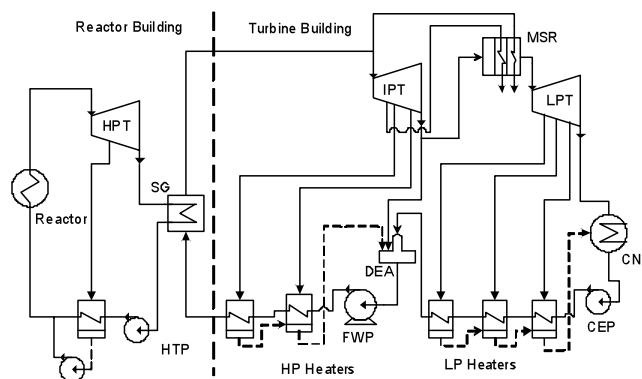 Reactor Building
Turbine Building
MSR
IPT
LPT
HPT
SG
Reactor
CN
DEA
HTP
FWP
CEP
HP Heaters
LP Heaters